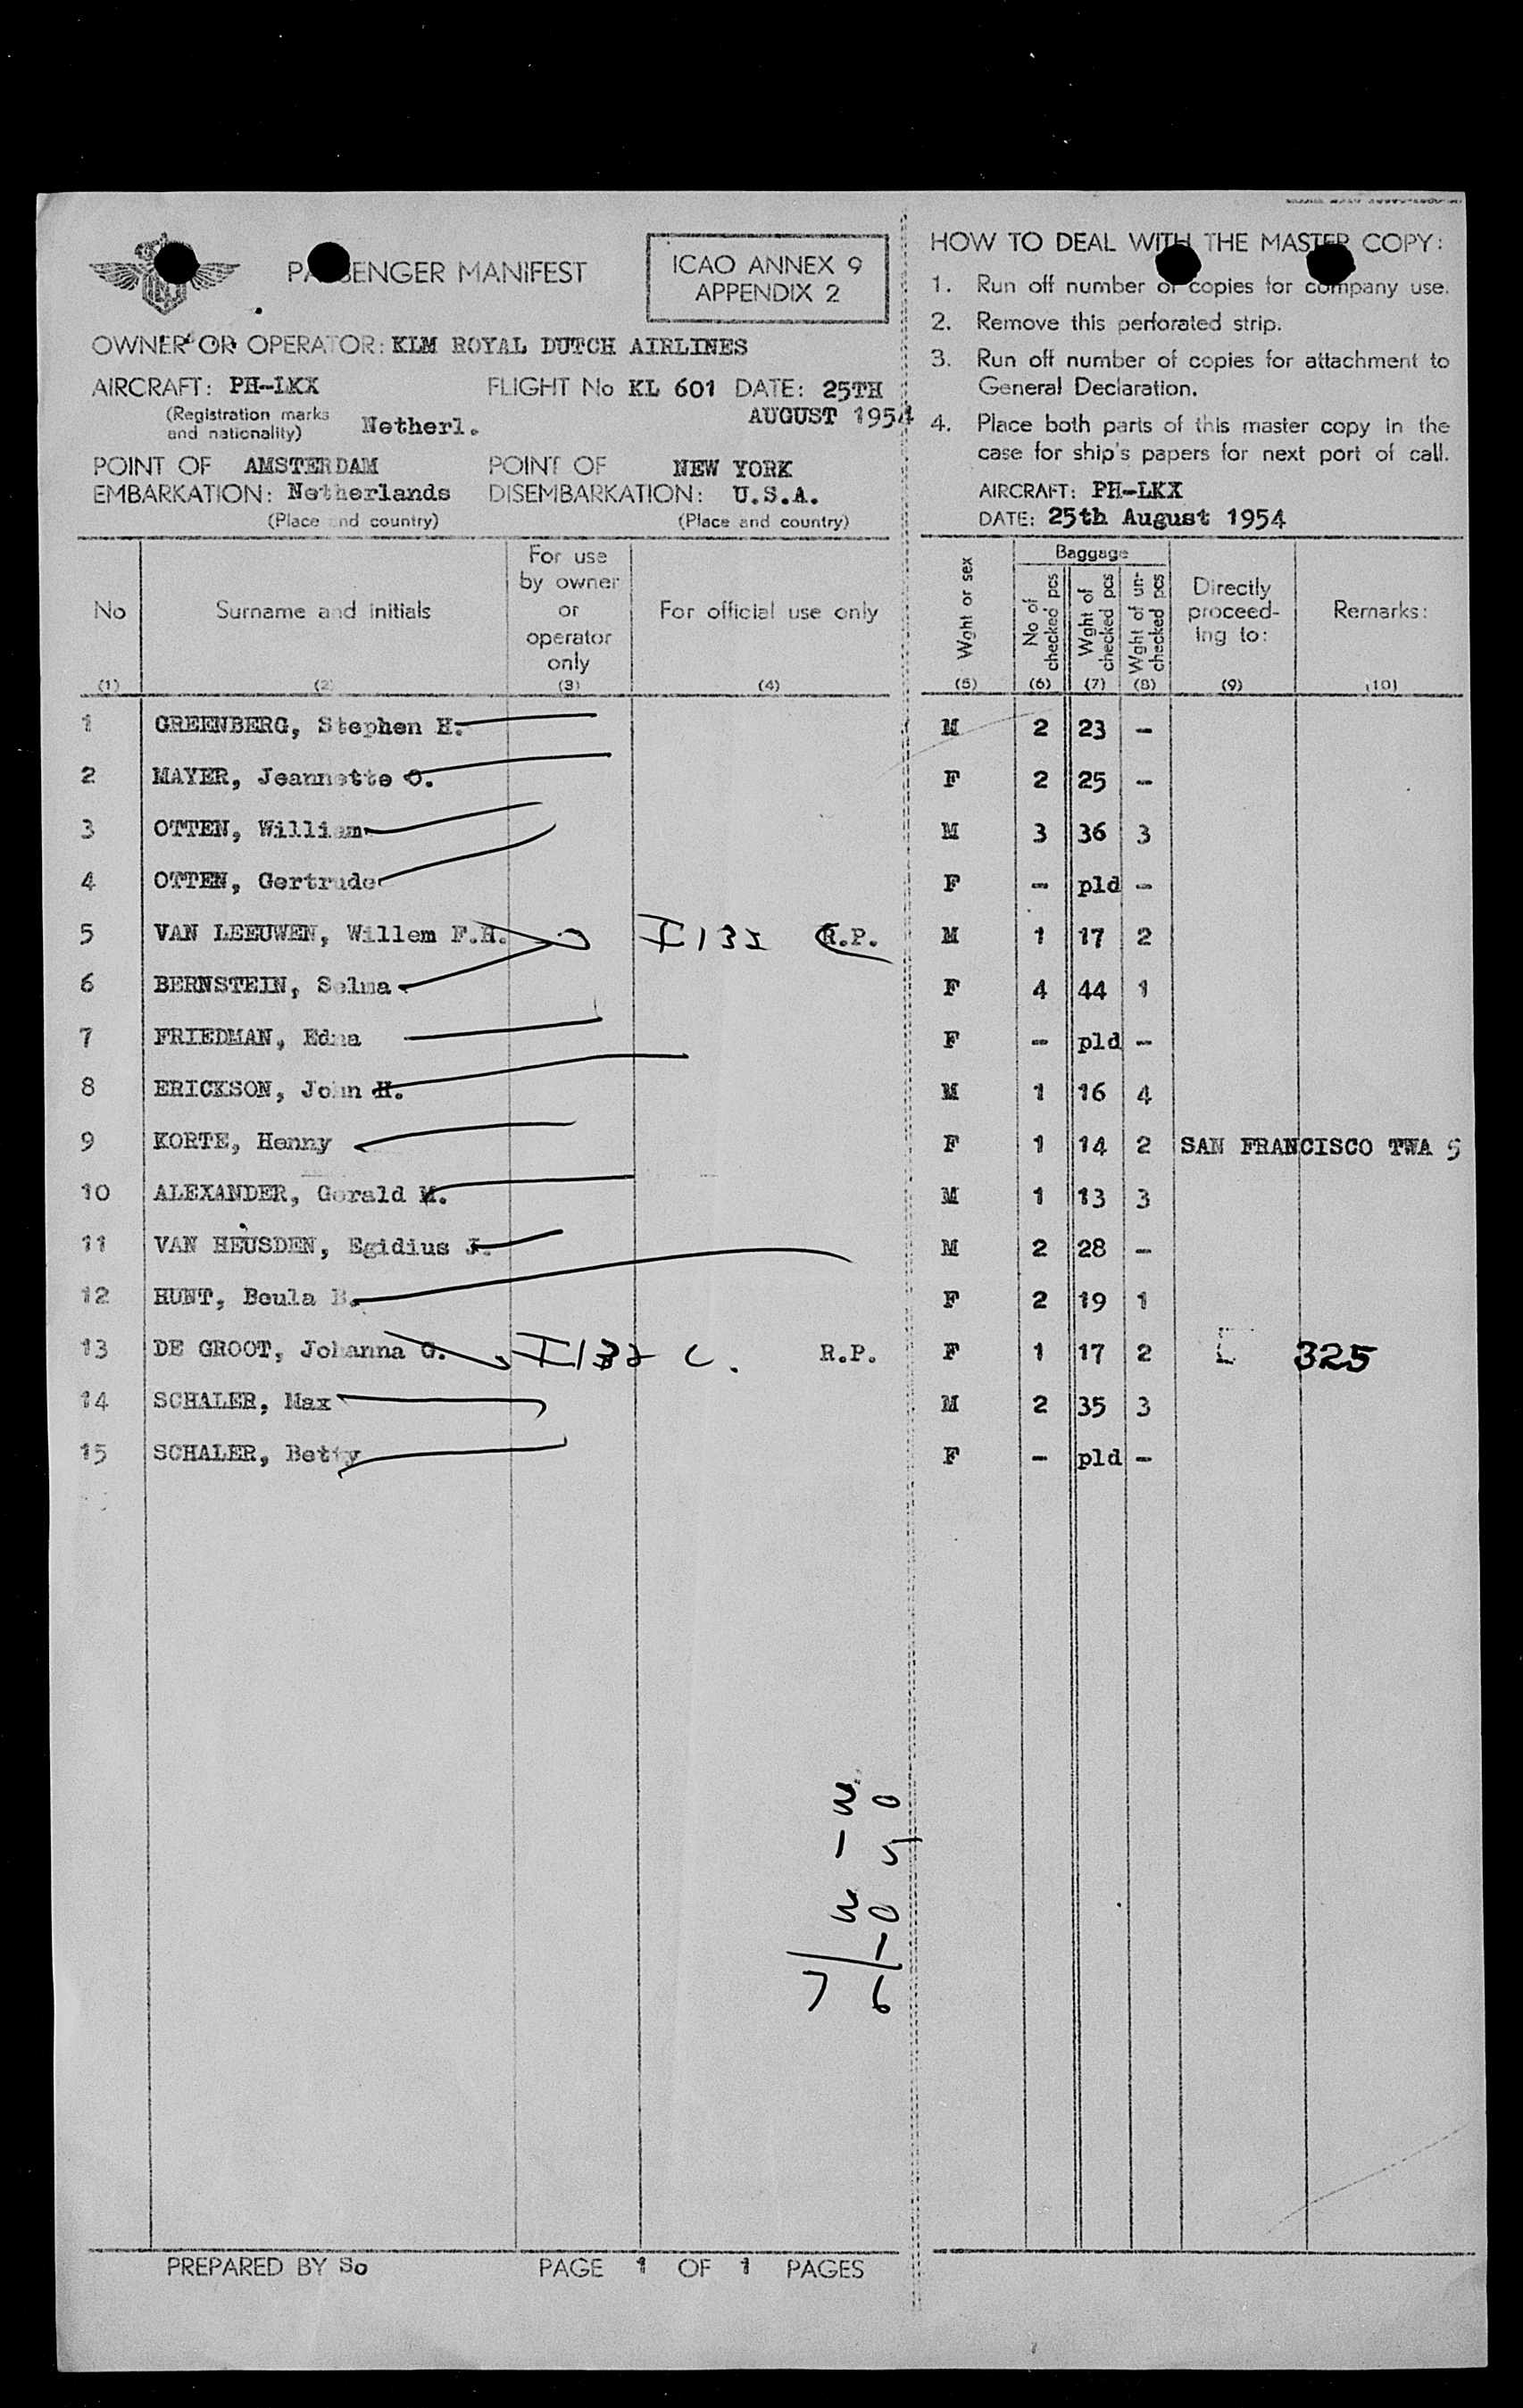 PASSENGER MANIFEST
ICAO ANNEX 9
APPENDIX 2
OWNER OR OPERATOR: KLM ROYAL DUTCH AIRLINES
AIRCRAFT: PH-LKX FLIGHT No KL 601 DATE: 25TH
(Registration marks and nationality) Netherl. AUGUST 1954
POINT OF AMSTERDAM POINT OF NEW YORK
EMBARKATION: Netherlands DISEMBARKATION: U.S.A.
(Place and country) (Place and country)
HOW TO DEAL WITH THE MASTER COPY:
1. Run off number of copies for company use.
2. Remove this perforated strip.
3. Run off number of copies for attachment to
General Declaration.
4. Place both parts of this master copy in the
case for ship's papers for next port of call.
AIRCRAFT: PH-LKX
DATE: 25th August 1954
No Surname and initials For use by owner or operator only For official use only Wght or sex Baggage No of checked pcs Wght of checked pcs Wght of un-checked pcs Directly proceed-ing to: Remarks:
(1) (2) (3) (4) (5) (6) (7) (8) (9) (10)
1 GREENBERG, Stephen H. M 2 23 -
2 MAYER, Jeannette O. F 2 25 -
3 OTTEN, William M 3 36 3
4 OTTEN, Gertrude F - pld -
5 VAN LEEUWEN, Willem F.H. I 132 R.P. M 1 17 2
6 BERNSTEIN, Selma F 4 44 1
7 FRIEDMAN, Edna F - pld -
8 ERICKSON, John H. M 1 16 4
9 KORTE, Henny F 1 14 2 SAN FRANCISCO TWA 5
10 ALEXANDER, Gerald M. M 1 13 3
11 VAN HEUSDEN, Egidius J. M 2 28 -
12 HUNT, Beula B. F 2 19 1
13 DE GROOT, Johanna G. I 132 C. R.P. F 1 17 2 325
14 SCHALER, Max M 2 35 3
15 SCHALER, Betty F - pld -
PREPARED BY So PAGE 1 OF 1 PAGES